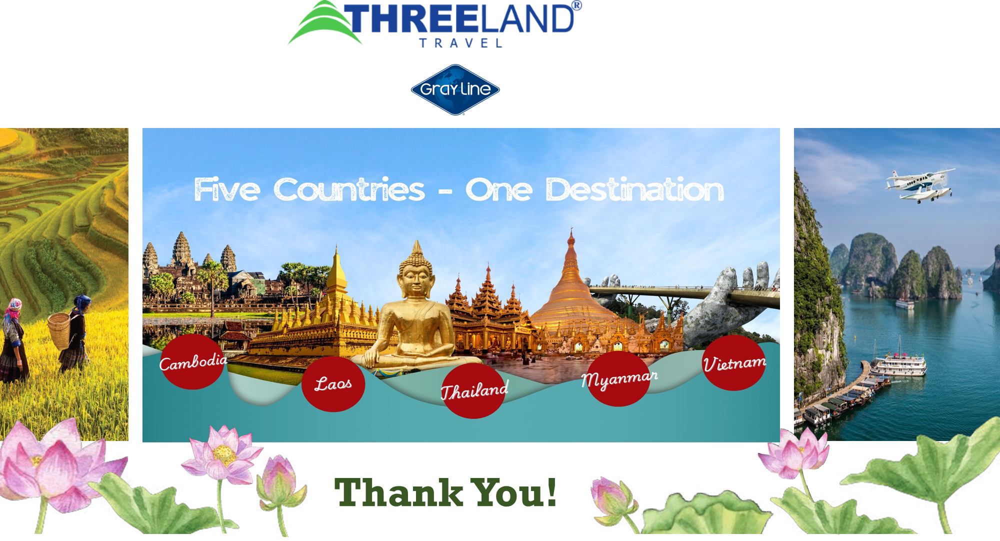 THREELAND®
TRAVEL
Gray Line
Five Countries - One Destination
Cambodia
Laos
Thailand
Myanmar
Vietnam
Thank You!